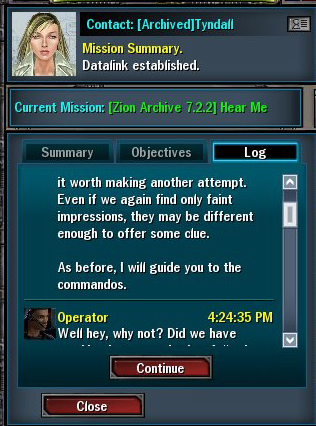 Contact: [Archived]Tyndall
Mission Summary.
Datalink established.
Current Mission: [Zion Archive 7.2.2] Hear Me
Summary
Objectives
Log
it worth making another attempt.
Even if we again find only faint
impressions, they may be different
enough to offer some clue.
As before, I will guide you to the
commandos.
Operator 4:24:35 PM
Well hey, why not? Did we have
Continue
Close